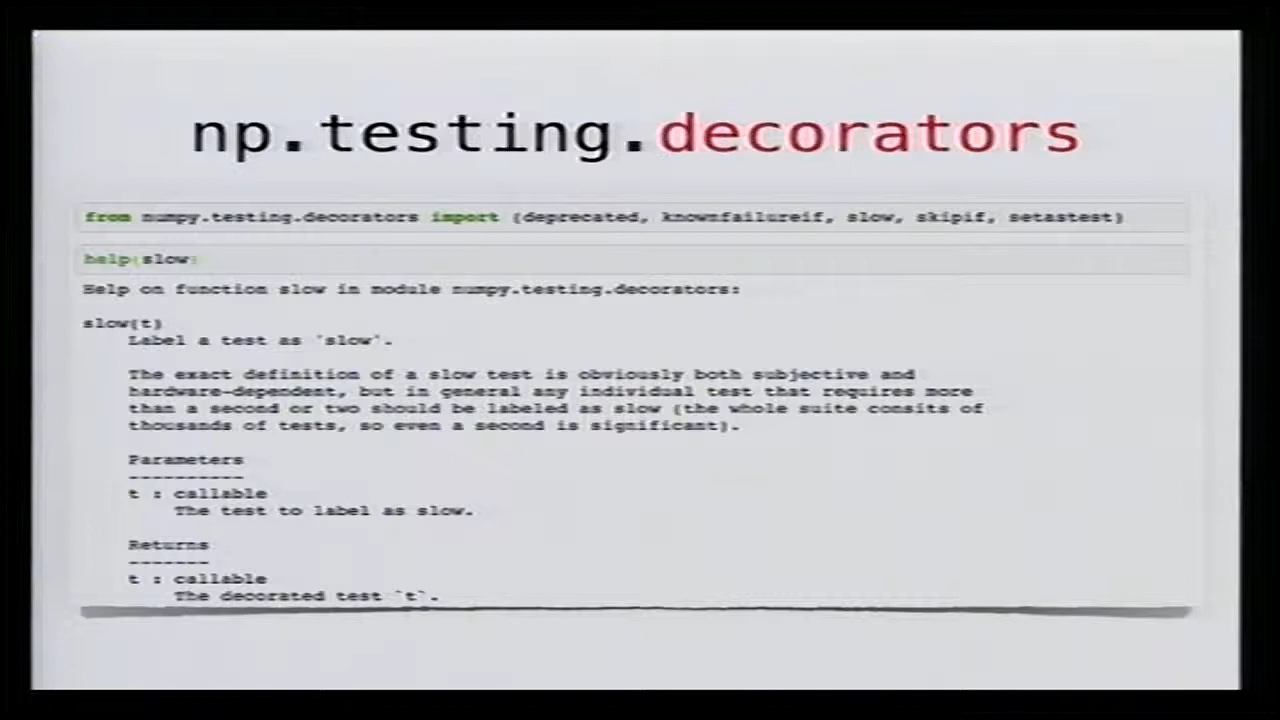 np.testing.decorators
from numpy.testing.decorators import (deprecated, knownfailureif, slow, skipif, setastest)
help(slow)
Help on function slow in module numpy.testing.decorators:
slow(t)
Label a test as 'slow'.
The exact definition of a slow test is obviously both subjective and
hardware-dependent, but in general any individual test that requires more
than a second or two should be labeled as slow (the whole suite consits of
thousands of tests, so even a second is significant).
Parameters
----------
t : callable
The test to label as slow.
Returns
-------
t : callable
The decorated test `t`.